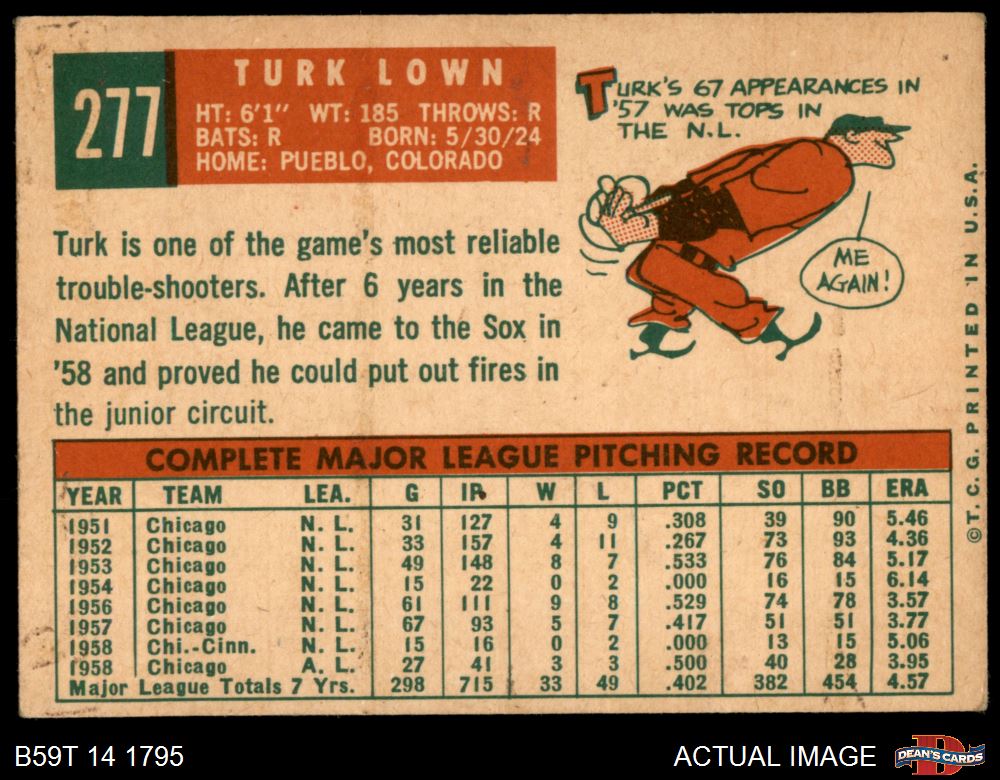 277
TURK LOWN
HT: 6'1" WT: 185 THROWS: R
BATS: R BORN: 5/30/24
HOME: PUEBLO, COLORADO
TURK'S 67 APPEARANCES IN
'57 WAS TOPS IN
THE N.L.
ME
AGAIN!
Turk is one of the game's most reliable
trouble-shooters. After 6 years in the
National League, he came to the Sox in
'58 and proved he could put out fires in
the junior circuit.
COMPLETE MAJOR LEAGUE PITCHING RECORD
YEAR TEAM LEA. G IP. W L PCT SO BB ERA
1951 Chicago N. L. 31 127 4 9 .308 39 90 5.46
1952 Chicago N. L. 33 157 4 11 .267 73 93 4.36
1953 Chicago N. L. 49 148 8 7 .533 76 84 5.17
1954 Chicago N. L. 15 22 0 2 .000 16 15 6.14
1956 Chicago N. L. 61 111 9 8 .529 74 78 3.57
1957 Chicago N. L. 67 93 5 7 .417 51 51 3.77
1958 Chi.-Cinn. N. L. 15 16 0 2 .000 13 15 5.06
1958 Chicago A. L. 27 41 3 3 .500 40 28 3.95
Major League Totals 7 Yrs. 298 715 33 49 .402 382 454 4.57
© T. C. G. PRINTED IN U.S.A.
B59T 14 1795
ACTUAL IMAGE
D
DEAN'S CARDS